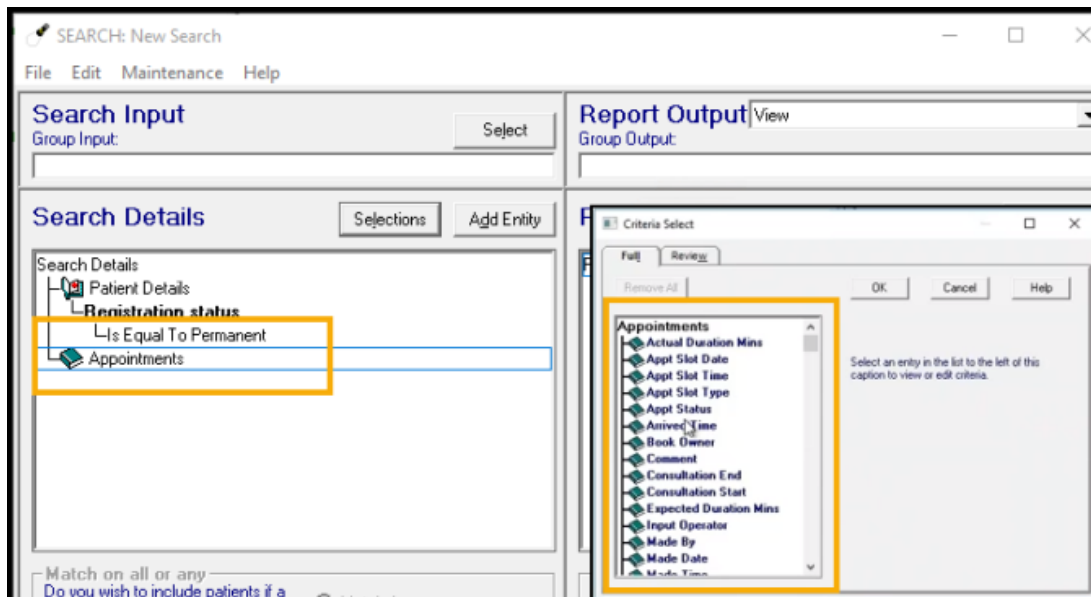 SEARCH: New Search
File Edit Maintenance Help
Search Input
Group Input:
Select
Report Output
View
Group Output:
Search Details
Selections
Add Entity
Search Details
Patient Details
Registration status
Is Equal To Permanent
Appointments
Criteria Select
Full
Review
Remove All
OK
Cancel
Help
Appointments
Actual Duration Mins
Appt Slot Date
Appt Slot Time
Appt Slot Type
Appt Status
Arrived Time
Book Owner
Comment
Consultation End
Consultation Start
Expected Duration Mins
Input Operator
Made By
Made Date
Made Time
Select an entry in the list to the left of this
caption to view or edit criteria.
Match on all or any
Do you wish to include patients if a